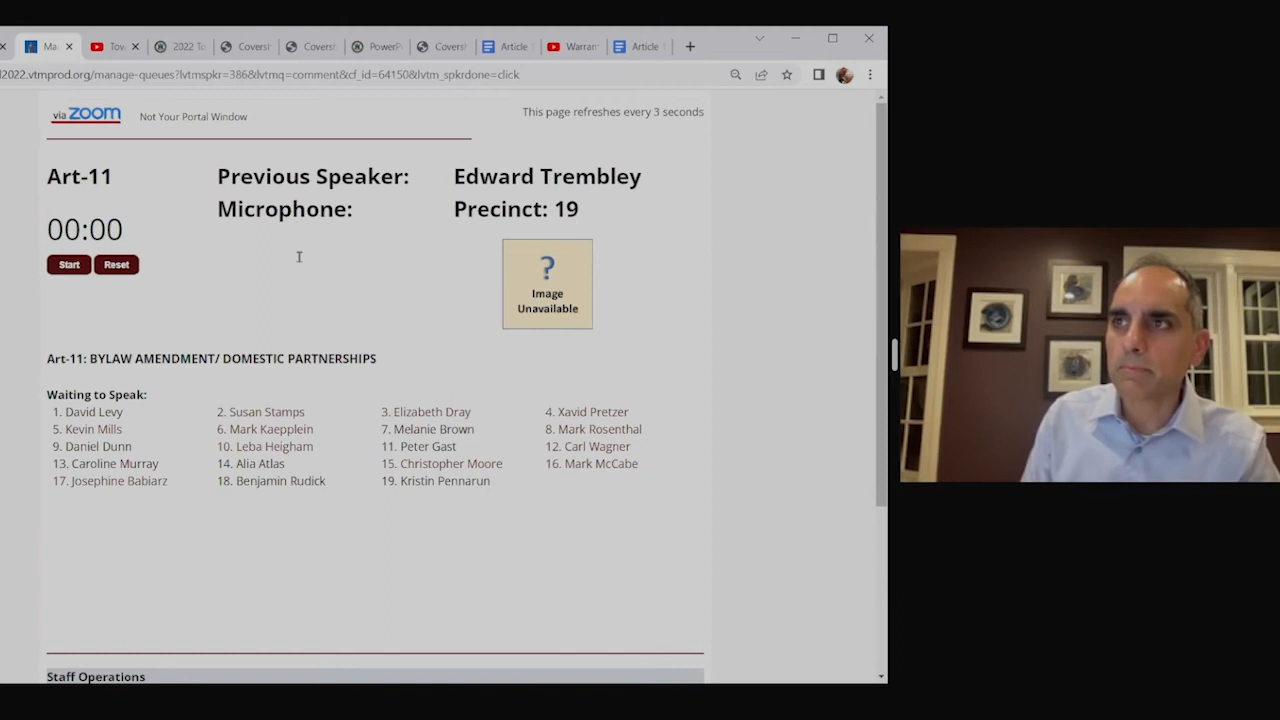 Ma
Tow
2022 To
Coversl
Coversl
PowerP
Coversl
Article
Warran
Article
l2022.vtmprod.org/manage-queues?lvtmspkr=386&lvtmq=comment&cf_id=64150&lvtm_spkrdone=click
via zoom Not Your Portal Window This page refreshes every 3 seconds
Art-11 Previous Speaker: Edward Trembley
Microphone: Precinct: 19
00:00
Start Reset
?
Image
Unavailable
Art-11: BYLAW AMENDMENT/ DOMESTIC PARTNERSHIPS
Waiting to Speak:
1. David Levy 2. Susan Stamps 3. Elizabeth Dray 4. Xavid Pretzer
5. Kevin Mills 6. Mark Kaepplein 7. Melanie Brown 8. Mark Rosenthal
9. Daniel Dunn 10. Leba Heigham 11. Peter Gast 12. Carl Wagner
13. Caroline Murray 14. Alia Atlas 15. Christopher Moore 16. Mark McCabe
17. Josephine Babiarz 18. Benjamin Rudick 19. Kristin Pennarun
Staff Operations